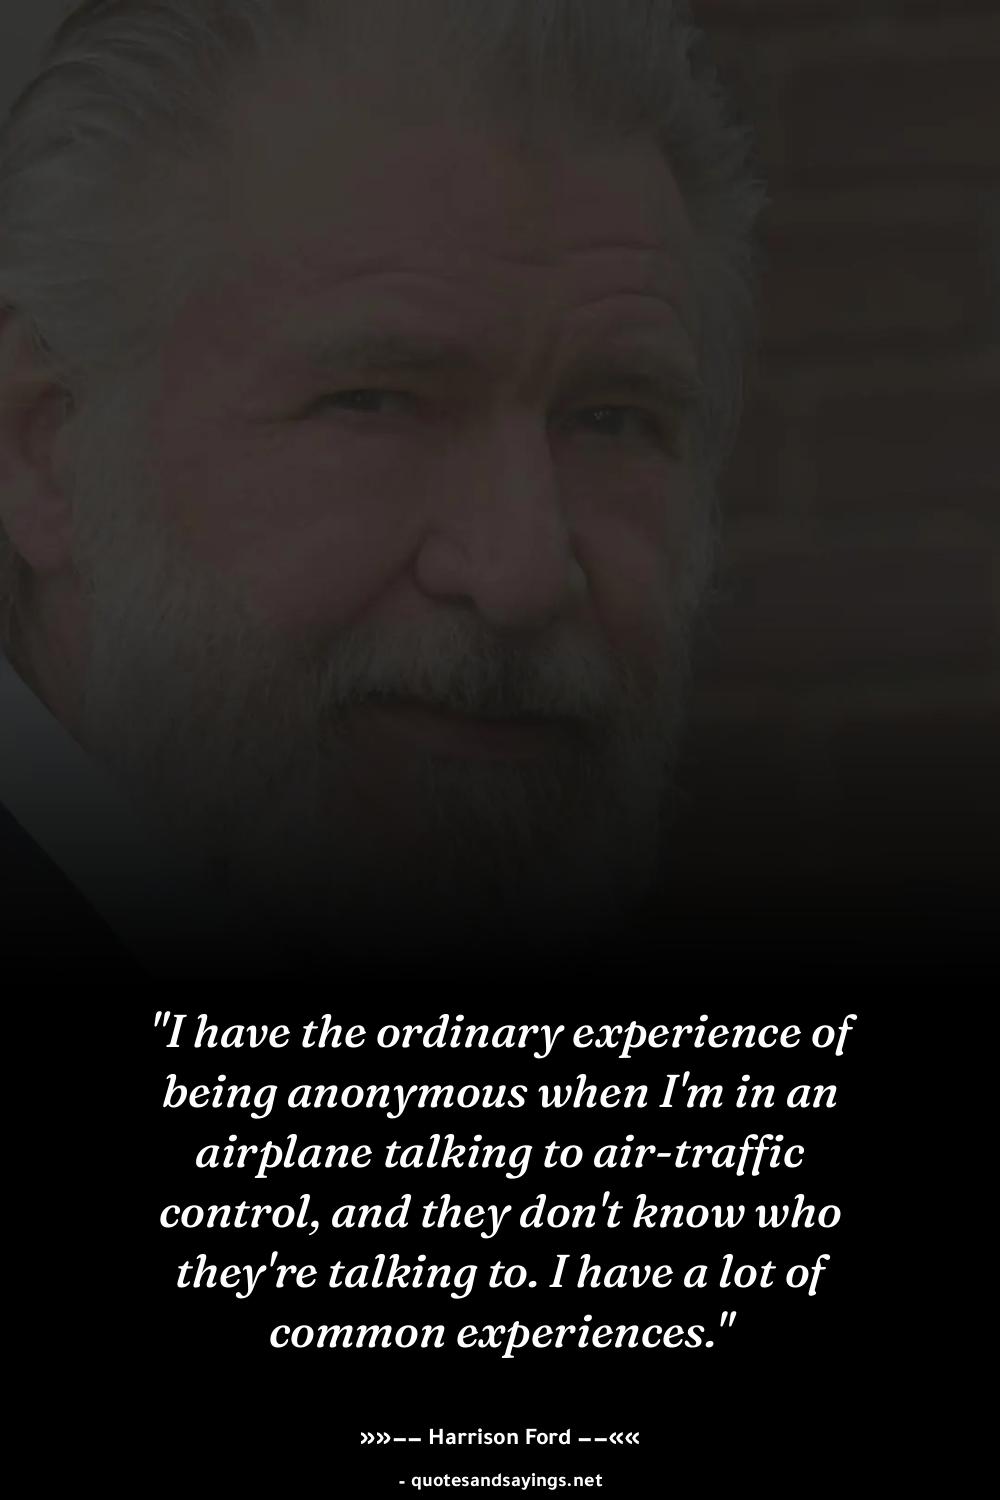 "I have the ordinary experience of
being anonymous when I'm in an
airplane talking to air-traffic
control, and they don't know who
they're talking to. I have a lot of
common experiences."
»»–– Harrison Ford ––««
- quotesandsayings.net